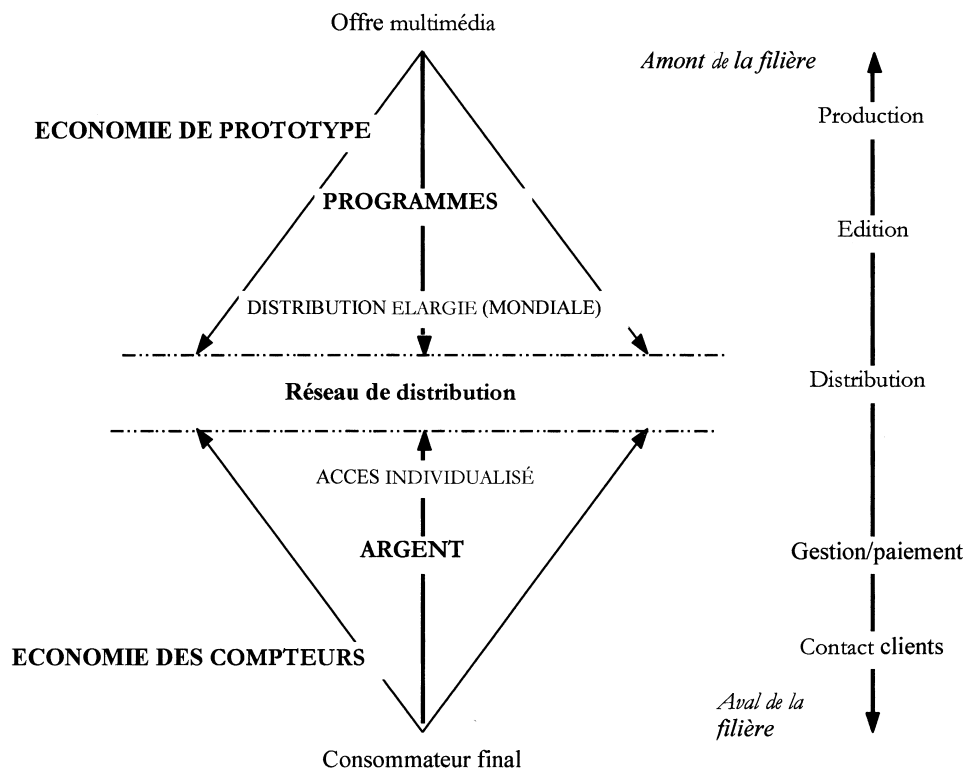 Offre multimédia
Amont de la filière
Production
ECONOMIE DE PROTOTYPE
PROGRAMMES
Edition
DISTRIBUTION ELARGIE (MONDIALE)
Réseau de distribution
Distribution
ACCES INDIVIDUALISÉ
ARGENT
Gestion/paiement
ECONOMIE DES COMPTEURS
Contact clients
Aval de la
filière
Consommateur final